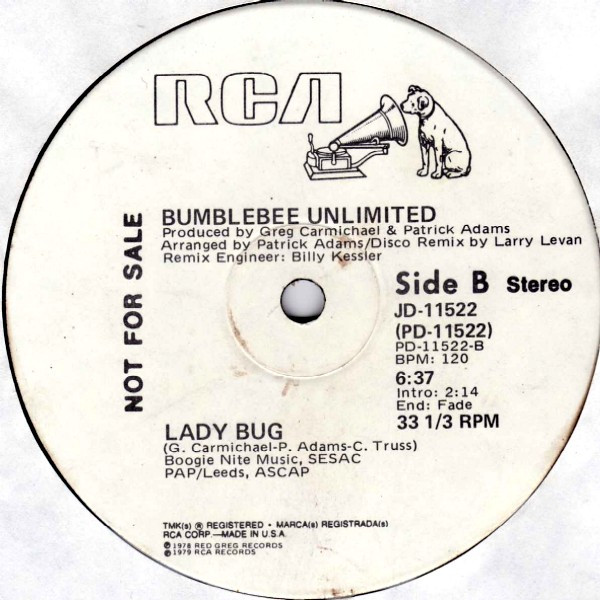 RCA
NOT FOR SALE
BUMBLEBEE UNLIMITED
Produced by Greg Carmichael & Patrick Adams
Arranged by Patrick Adams/Disco Remix by Larry Levan
Remix Engineer: Billy Kessler
Side B Stereo
JD-11522
(PD-11522)
PD-11522-B
BPM: 120
6:37
Intro: 2:14
End: Fade
33 1/3 RPM
LADY BUG
(G. Carmichael-P. Adams-C. Truss)
Boogie Nite Music, SESAC
PAP/Leeds, ASCAP
TMK(s) ® REGISTERED • MARCA(s) REGISTRADA(s)
RCA CORP.—MADE IN U.S.A.
℗ 1978 RED GREG RECORDS
℗ 1979 RCA RECORDS